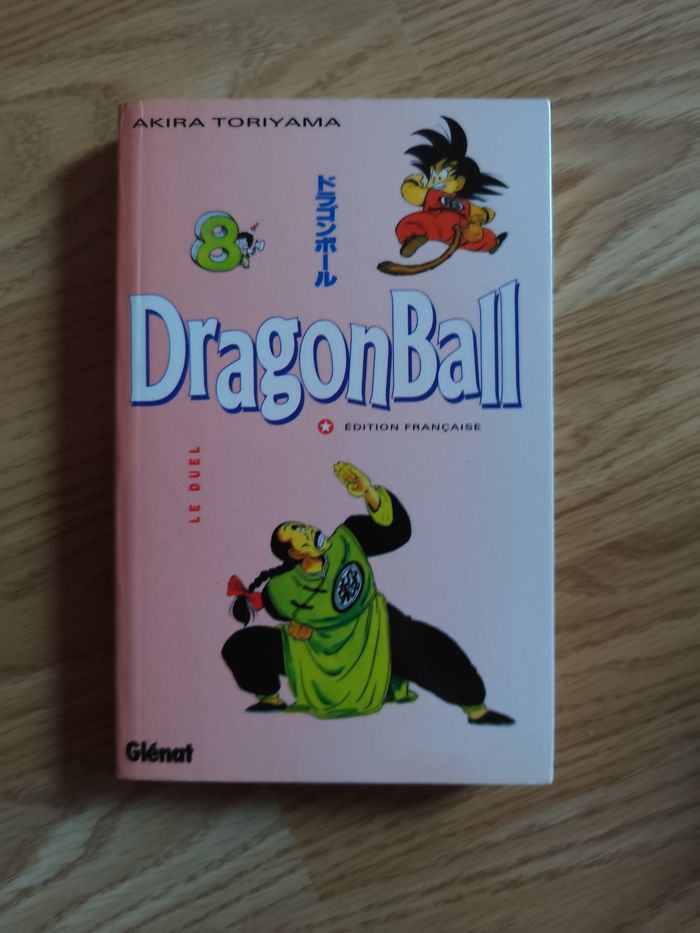 AKIRA TORIYAMA
8
ドラゴンボール
DragonBall
ÉDITION FRANÇAISE
LE DUEL
Glénat